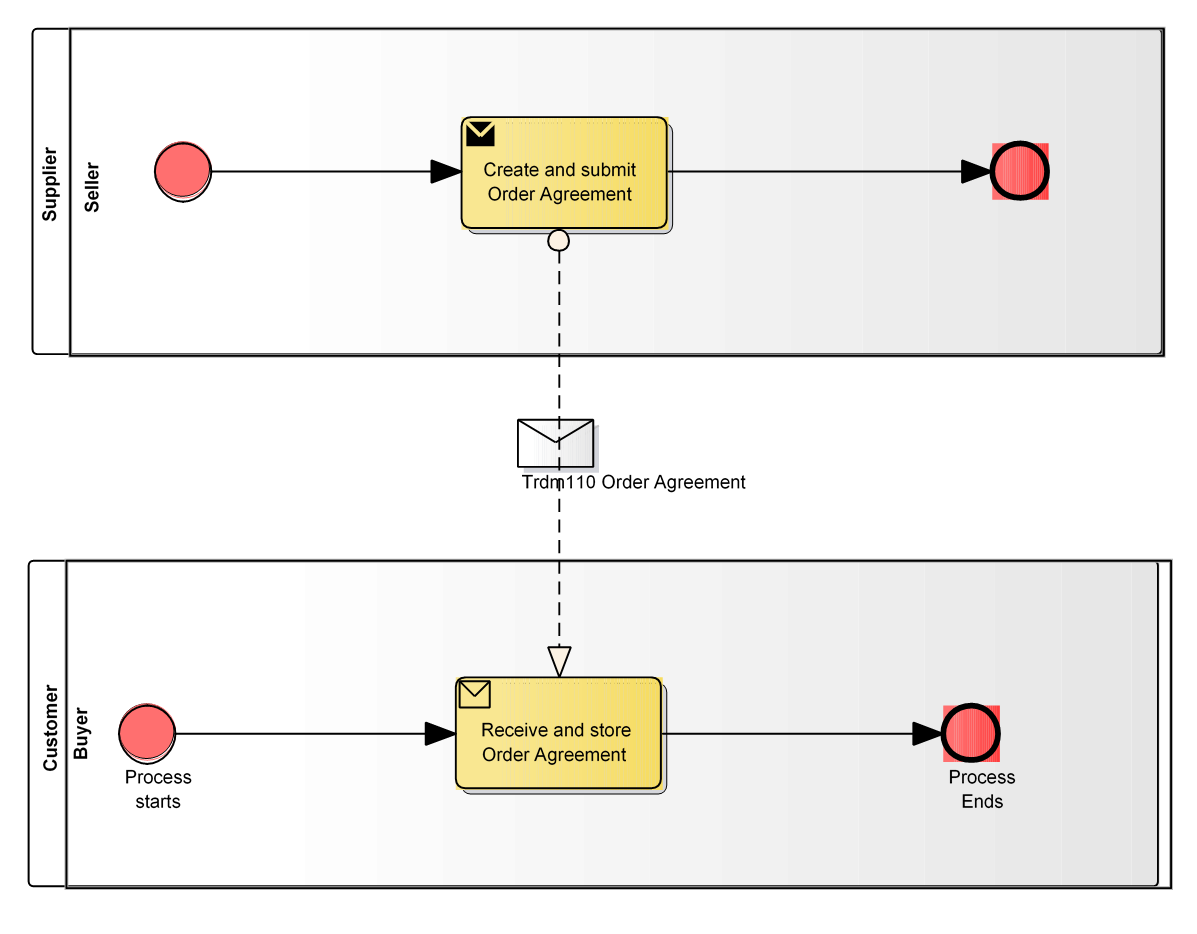 Supplier
Seller
Create and submit
Order Agreement
Trdm110 Order Agreement
Customer
Buyer
Process
starts
Receive and store
Order Agreement
Process
Ends